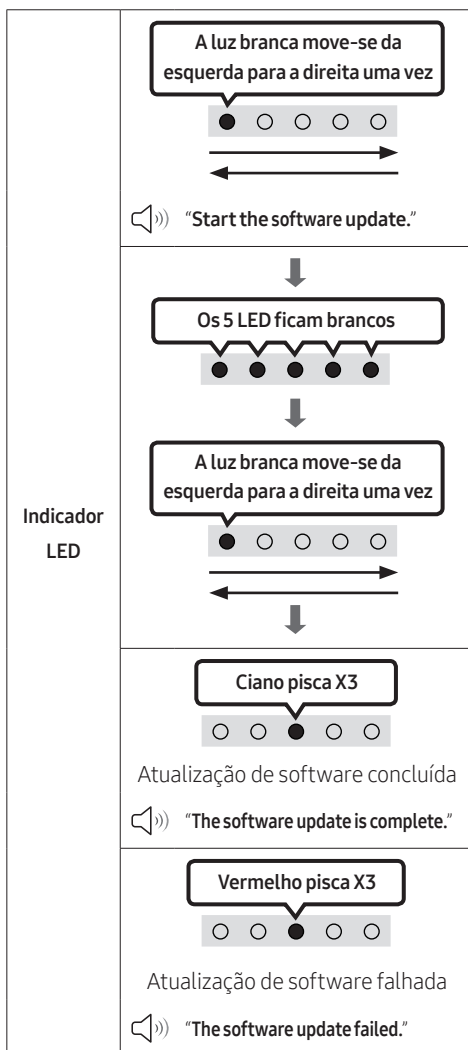 A luz branca move-se da
esquerda para a direita uma vez
“Start the software update.”
Os 5 LED ficam brancos
A luz branca move-se da
esquerda para a direita uma vez
Indicador
LED
Ciano pisca X3
Atualização de software concluída
“The software update is complete.”
Vermelho pisca X3
Atualização de software falhada
“The software update failed.”